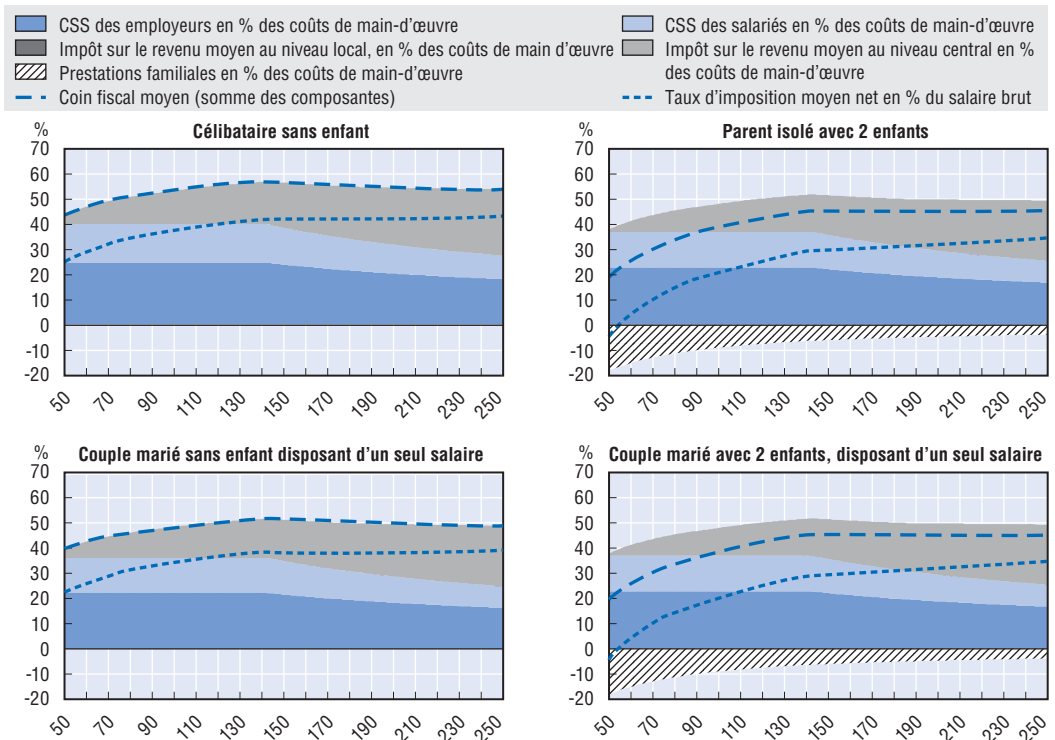 CSS des employeurs en % des coûts de main-d'œuvre
CSS des salariés en % des coûts de main-d'œuvre
Impôt sur le revenu moyen au niveau local, en % des coûts de main d'œuvre
Impôt sur le revenu moyen au niveau central en %
des coûts de main-d'œuvre
Prestations familiales en % des coûts de main-d'œuvre
Coin fiscal moyen (somme des composantes)
Taux d'imposition moyen net en % du salaire brut
%
Célibataire sans enfant
70
60
50
40
30
20
10
0
-10
-20
50 70 90 110 130 150 170 190 210 230 250
%
Parent isolé avec 2 enfants
70
60
50
40
30
20
10
0
-10
-20
50 70 90 110 130 150 170 190 210 230 250
%
Couple marié sans enfant disposant d'un seul salaire
70
60
50
40
30
20
10
0
-10
-20
50 70 90 110 130 150 170 190 210 230 250
%
Couple marié avec 2 enfants, disposant d'un seul salaire
70
60
50
40
30
20
10
0
-10
-20
50 70 90 110 130 150 170 190 210 230 250